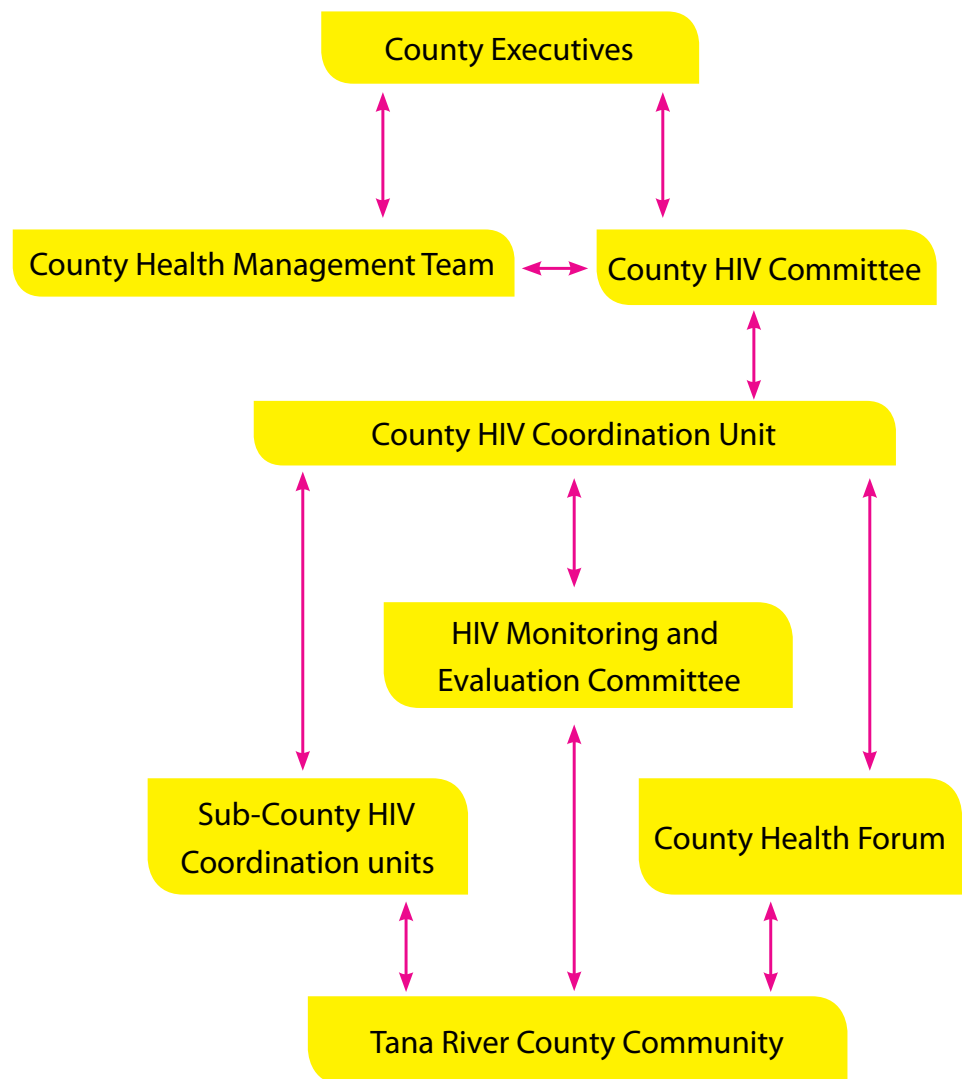 County Executives
County Health Management Team
County HIV Committee
County HIV Coordination Unit
HIV Monitoring and
Evaluation Committee
Sub-County HIV
Coordination units
County Health Forum
Tana River County Community